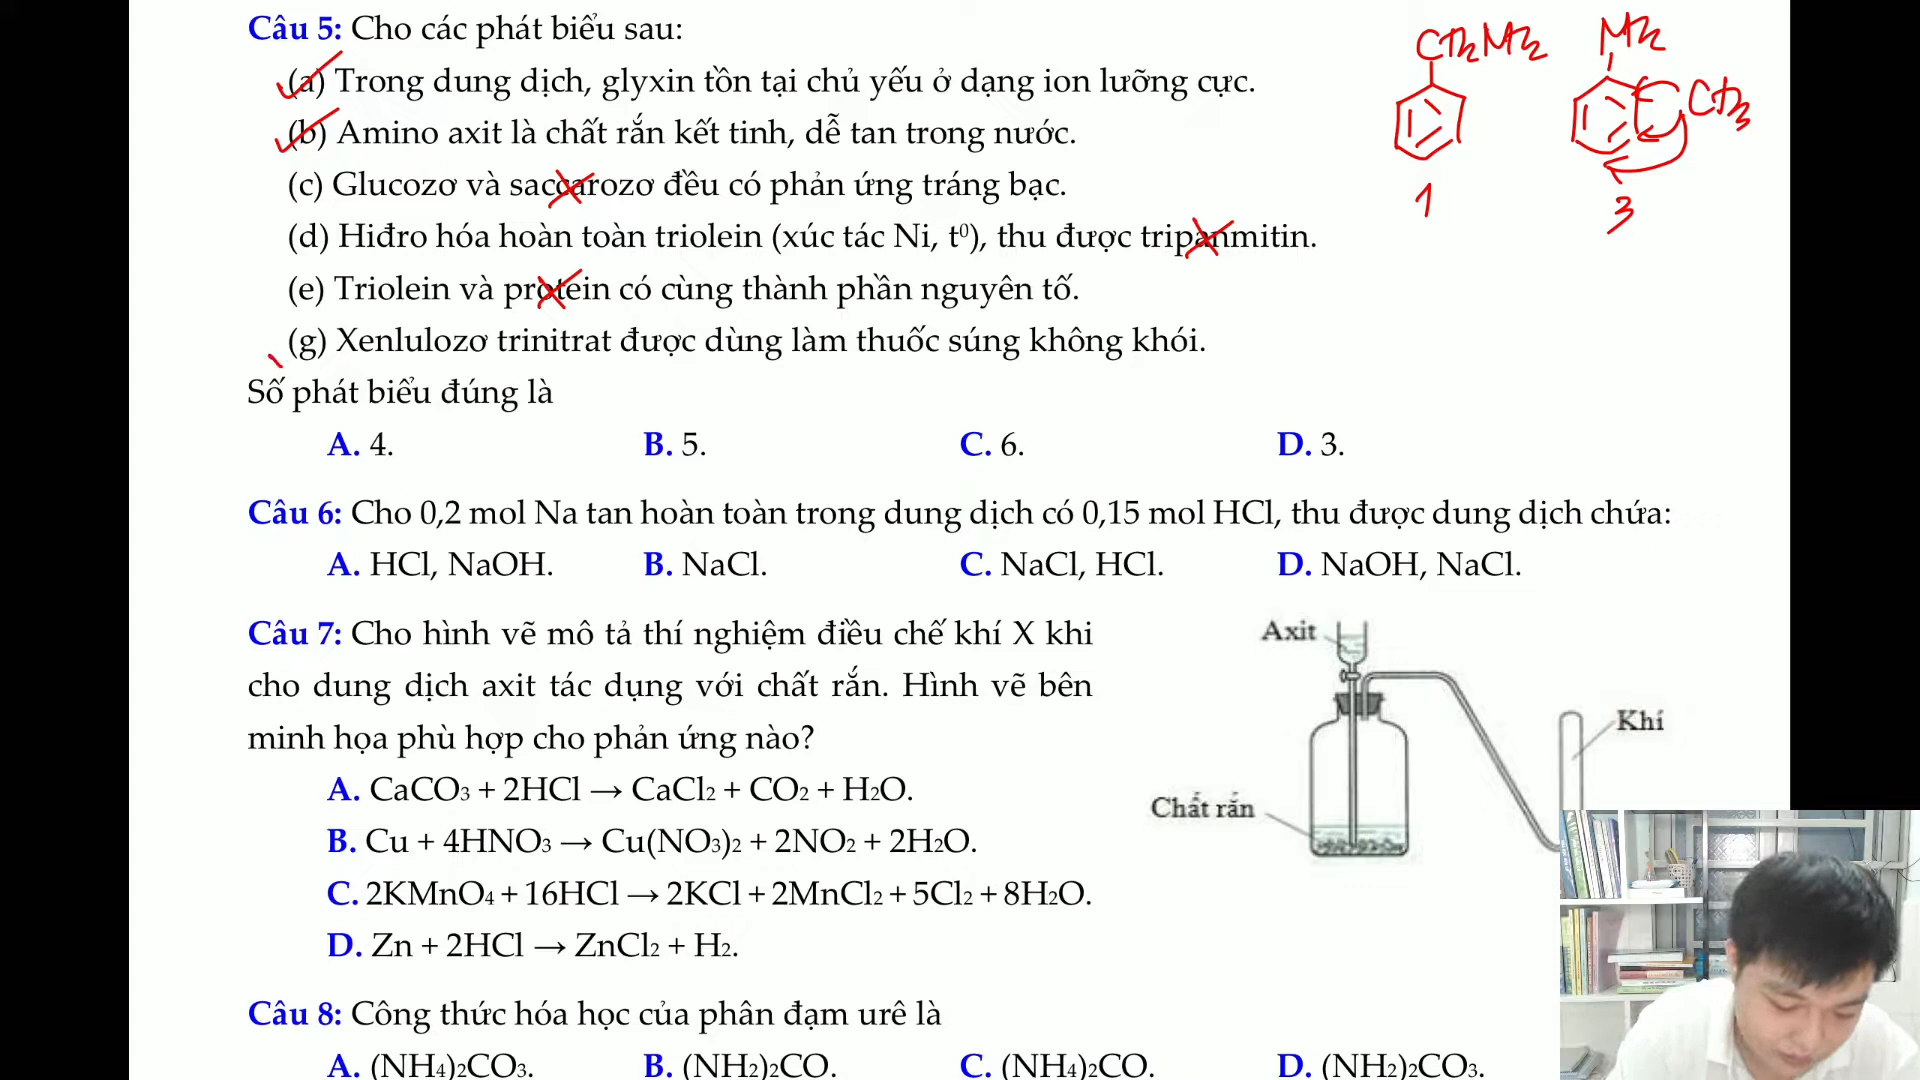 Câu 5: Cho các phát biểu sau:
(a) Trong dung dịch, glyxin tồn tại chủ yếu ở dạng ion lưỡng cực.
(b) Amino axit là chất rắn kết tinh, dễ tan trong nước.
(c) Glucozơ và saccarozơ đều có phản ứng tráng bạc.
(d) Hiđro hóa hoàn toàn triolein (xúc tác Ni, t⁰), thu được tripanmitin.
(e) Triolein và protein có cùng thành phần nguyên tố.
(g) Xenlulozơ trinitrat được dùng làm thuốc súng không khói.
Số phát biểu đúng là
A. 4. B. 5. C. 6. D. 3.
CH₂NH₂
NH₂
CH₃
1
3
Câu 6: Cho 0,2 mol Na tan hoàn toàn trong dung dịch có 0,15 mol HCl, thu được dung dịch chứa:
A. HCl, NaOH. B. NaCl. C. NaCl, HCl. D. NaOH, NaCl.
Câu 7: Cho hình vẽ mô tả thí nghiệm điều chế khí X khi
cho dung dịch axit tác dụng với chất rắn. Hình vẽ bên
minh họa phù hợp cho phản ứng nào?
A. CaCO₃ + 2HCl → CaCl₂ + CO₂ + H₂O.
B. Cu + 4HNO₃ → Cu(NO₃)₂ + 2NO₂ + 2H₂O.
C. 2KMnO₄ + 16HCl → 2KCl + 2MnCl₂ + 5Cl₂ + 8H₂O.
D. Zn + 2HCl → ZnCl₂ + H₂.
Axit
Khí
Chất rắn
Câu 8: Công thức hóa học của phân đạm urê là
A. (NH₄)₂CO₃. B. (NH₂)₂CO. C. (NH₄)₂CO. D. (NH₂)₂CO₃.